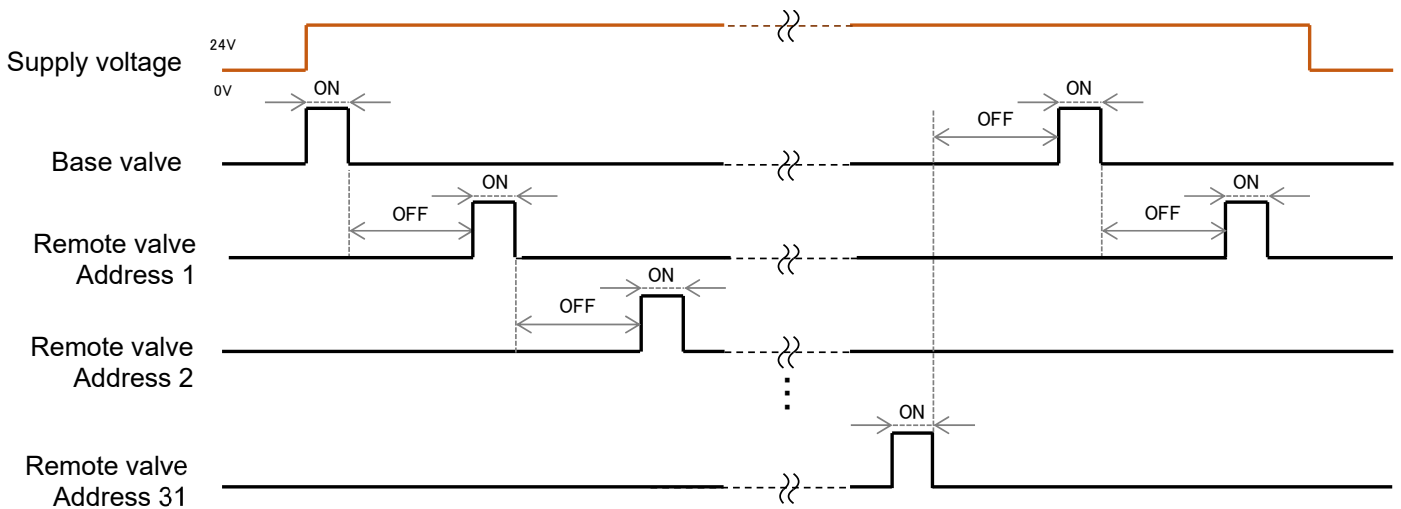 24V
Supply voltage
0V
ON
ON
OFF
Base valve
ON
ON
OFF
OFF
Remote valve
Address 1
ON
OFF
Remote valve
Address 2
ON
Remote valve
Address 31